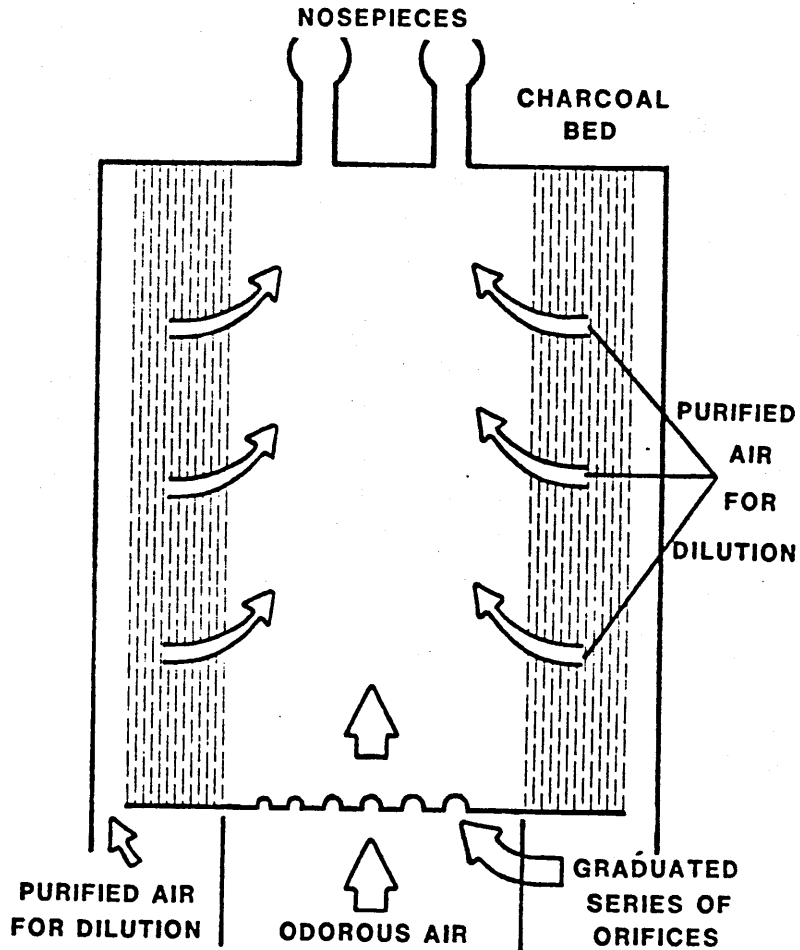 NOSEPIECES
CHARCOAL
BED
PURIFIED
AIR
FOR
DILUTION
PURIFIED AIR
FOR DILUTION
ODOROUS AIR
GRADUATED
SERIES OF
ORIFICES